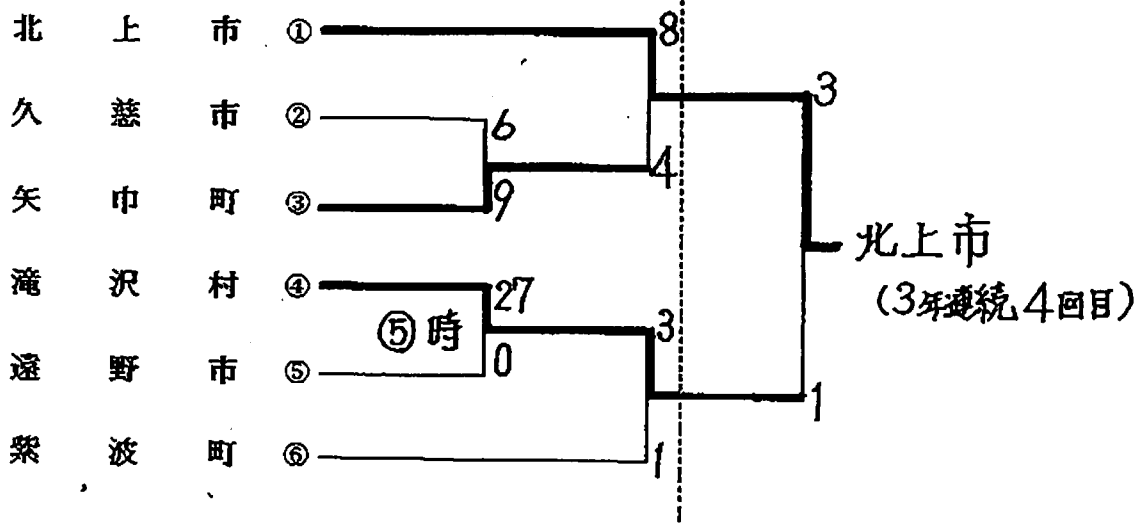 北上市 ① 8
3
久慈市 ② 6
4
矢巾町 ③ 9
北上市
(3年連続4回目)
滝沢村 ④ 27
⑤時 3
遠野市 ⑤ 0
1
紫波町 ⑥ 1